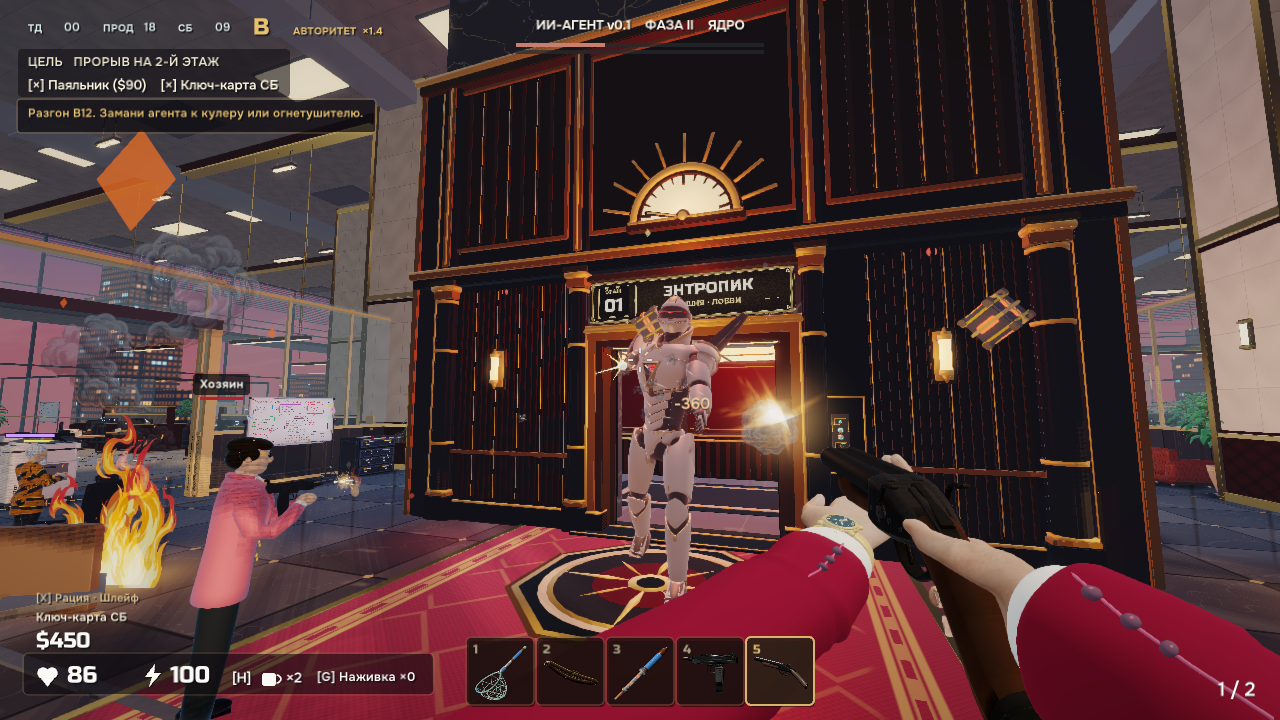 ТД 00 ПРОД 18 СБ 09 B АВТОРИТЕТ ×1.4
ИИ-АГЕНТ v0.1 ФАЗА II ЯДРО
ЦЕЛЬ ПРОРЫВ НА 2-Й ЭТАЖ
[×] Паяльник ($90) [×] Ключ-карта СБ
Разгон B12. Замани агента к кулеру или огнетушителю.
01
ЭНТРОПИК
ЛОББИ
Хозяин
-360
[X] Рация · Шлейф
Ключ-карта СБ
$450
86 100 [H] ×2 [G] Наживка ×0
1 2 3 4 5
1 / 2